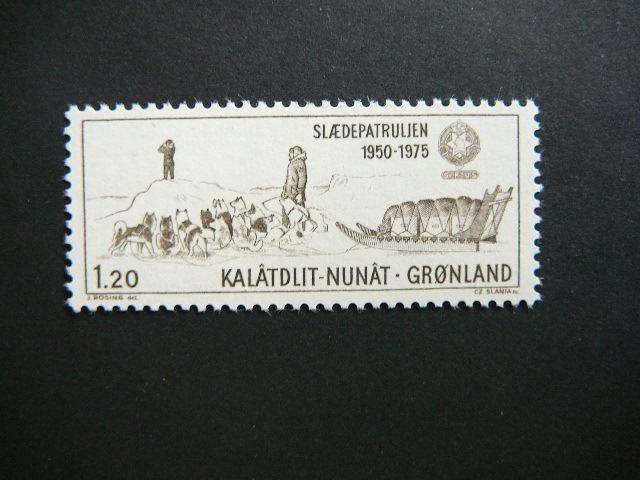 SLÆDEPATRULJEN
1950-1975
SIRIUS
1.20
KALÂTDLIT-NUNÂT · GRØNLAND
J. ROSING del.
CZ. SLANIA sc.